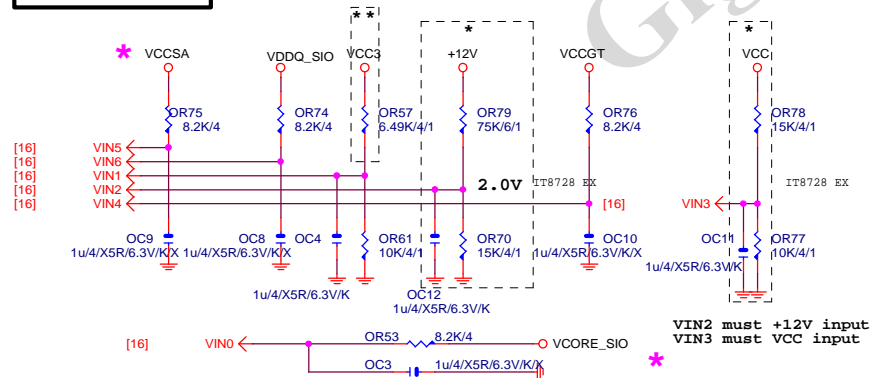 * *
* VCCSA VDDQ_SIO VCC3 * +12V VCCGT * VCC
OR75 OR74 OR57 OR79 OR76 OR78
8.2K/4 8.2K/4 6.49K/4/1 75K/6/1 8.2K/4 15K/4/1
[16] VIN5
[16] VIN6
[16] VIN1
[16] VIN2 2.0V IT8728 EX IT8728 EX
[16] VIN4 [16] VIN3
OC9 OC8 OC4 OR61 OR70 OC10 OC11 OR77
1u/4/X5R/6.3V/K/X 1u/4/X5R/6.3V/K/X 10K/4/1 15K/4/1 1u/4/X5R/6.3V/K/X 10K/4/1
1u/4/X5R/6.3V/K
1u/4/X5R/6.3V/K OC12
1u/4/X5R/6.3V/K
VIN2 must +12V input
VIN3 must VCC input
[16] VIN0 OR53 8.2K/4 VCORE_SIO
*
OC3 1u/4/X5R/6.3V/K/X